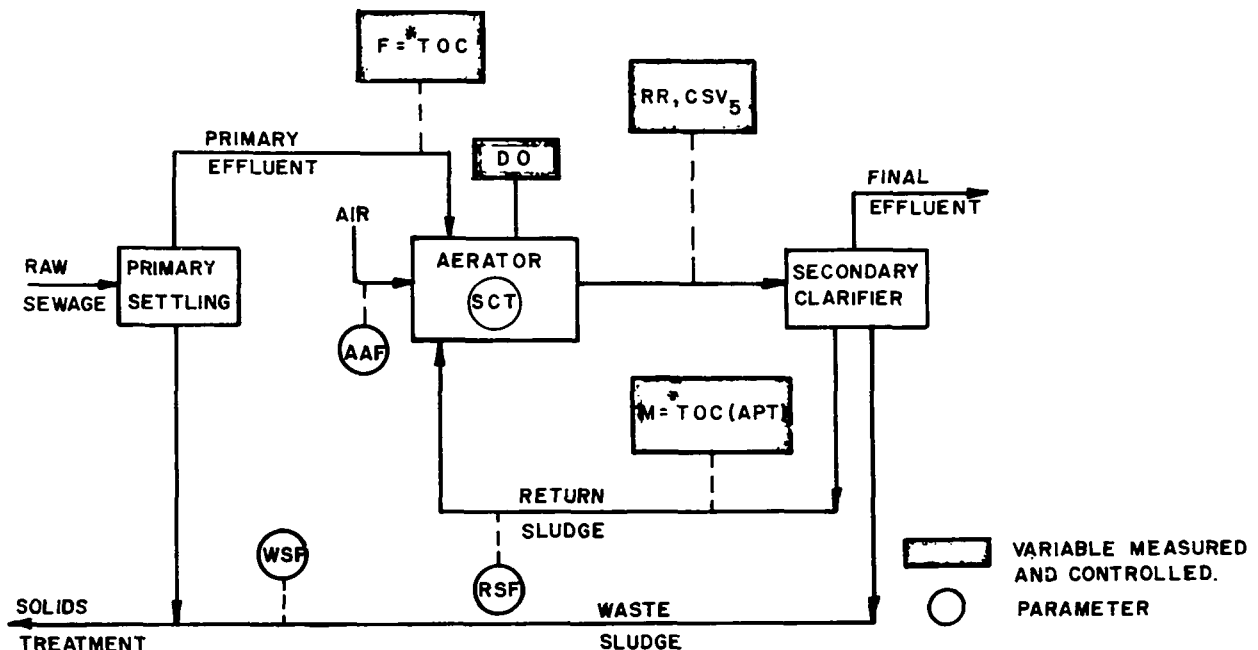 F = *TOC
RR, CSV5
PRIMARY
EFFLUENT
DO
FINAL
EFFLUENT
AIR
RAW
SEWAGE
PRIMARY
SETTLING
AERATOR
SCT
SECONDARY
CLARIFIER
AAF
M = *TOC (APT)
RETURN
SLUDGE
WSF
RSF
VARIABLE MEASURED
AND CONTROLLED.
PARAMETER
SOLIDS
TREATMENT
WASTE
SLUDGE